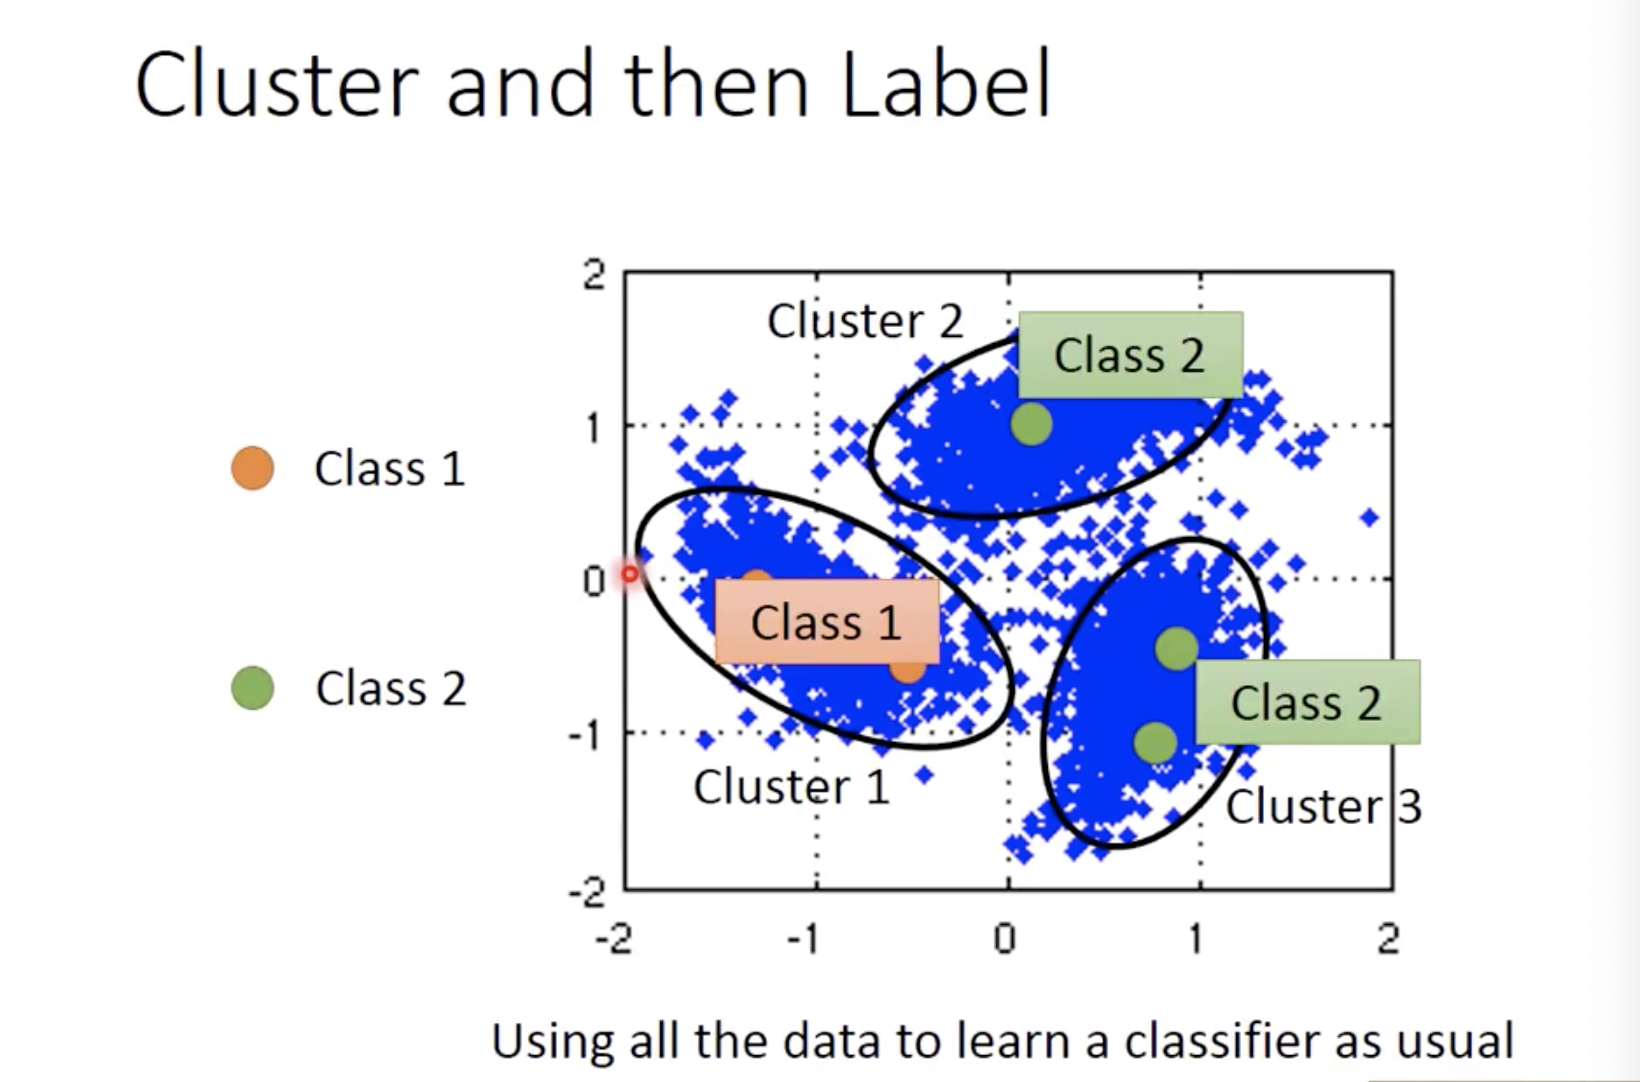 Cluster and then Label
Class 1
Class 2
2
1
0
-1
-2
-2
-1
0
1
2
Cluster 2
Class 2
Class 1
Cluster 1
Class 2
Cluster 3
Using all the data to learn a classifier as usual